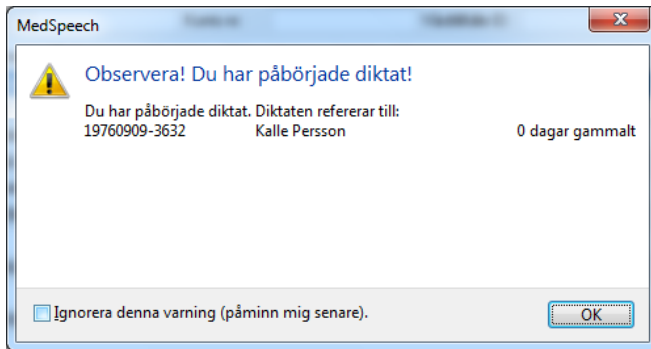 MedSpeech
Observera! Du har påbörjade diktat!
Du har påbörjade diktat. Diktaten refererar till:
19760909-3632 Kalle Persson 0 dagar gammalt
Ignorera denna varning (påminn mig senare).
OK